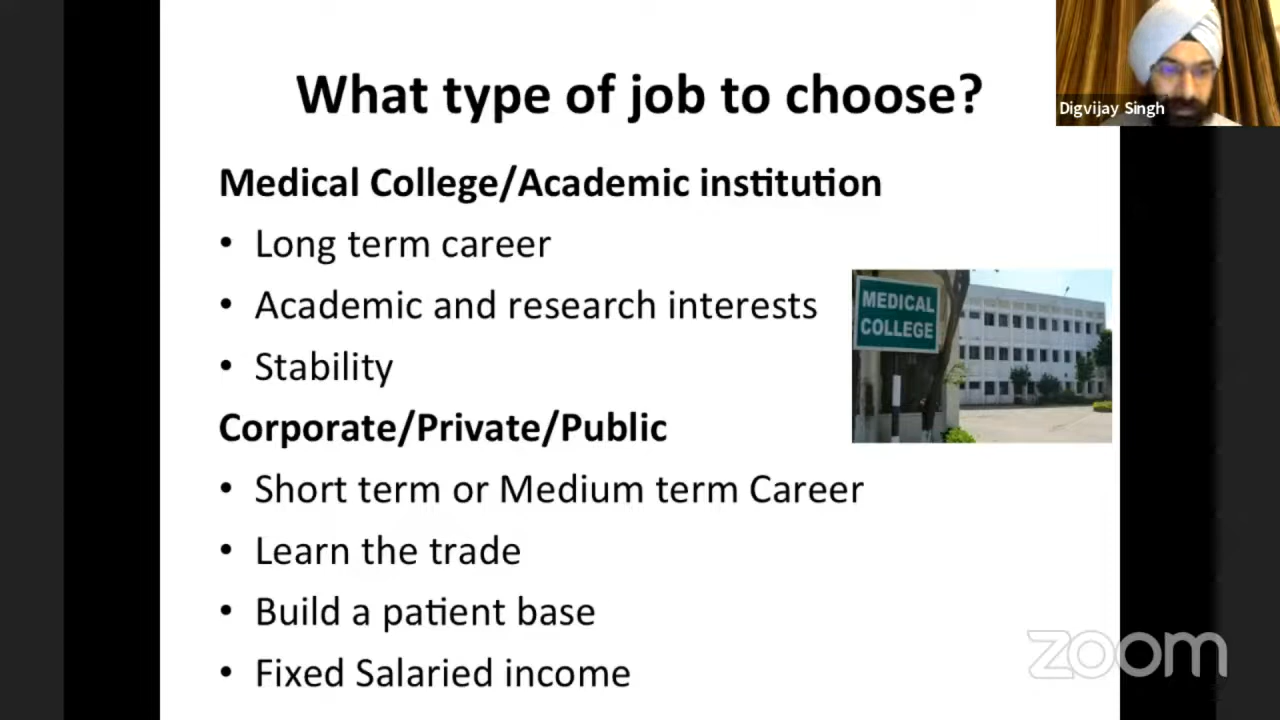 What type of job to choose?
Digvijay Singh
Medical College/Academic institution
• Long term career
• Academic and research interests
• Stability
MEDICAL
COLLEGE
Corporate/Private/Public
• Short term or Medium term Career
• Learn the trade
• Build a patient base
• Fixed Salaried income
zoom